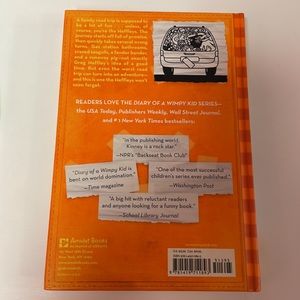 A family road trip is supposed to
be a lot of fun . . . unless, of
course, you're the Heffleys. The
journey starts off full of promise,
then quickly takes several wrong
turns. Gas station bathrooms,
crazed seagulls, a fender bender,
and a runaway pig—not exactly
Greg Heffley's idea of a good
time. But even the worst road
trip can turn into an adventure—
and this is one the Heffleys won't
soon forget.
READERS LOVE THE DIARY OF A WIMPY KID SERIES—
the USA Today, Publishers Weekly, Wall Street Journal,
and #1 New York Times bestsellers:
"In the publishing world,
Kinney is a rock star."
—NPR's "Backseat Book Club"
"Diary of a Wimpy Kid is
bent on world domination."
—Time magazine
"One of the most successful
children's series ever published."
—Washington Post
"A big hit with reluctant readers
and anyone looking for a funny book."
—School Library Journal
Amulet Books
New York, NY